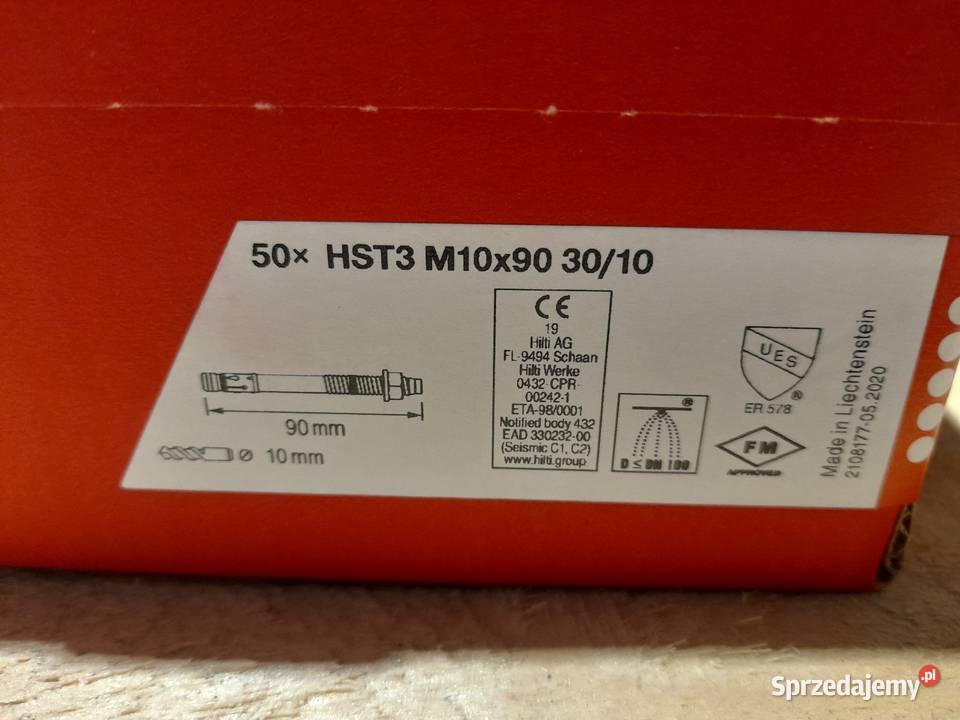 50× HST3 M10x90 30/10
90 mm
Ø 10 mm
CE
19
Hilti AG
FL-9494 Schaan
Hilti Werke
0432-CPR-
00242-1
ETA-98/0001
Notified body 432
EAD 330232-00
(Seismic C1, C2)
www.hilti.group
®
D ≤ DN 100
UES
®
ER 578
FM
APPROVED
Made in Liechtenstein
2108177-05.2020
Sprzedajemy.pl